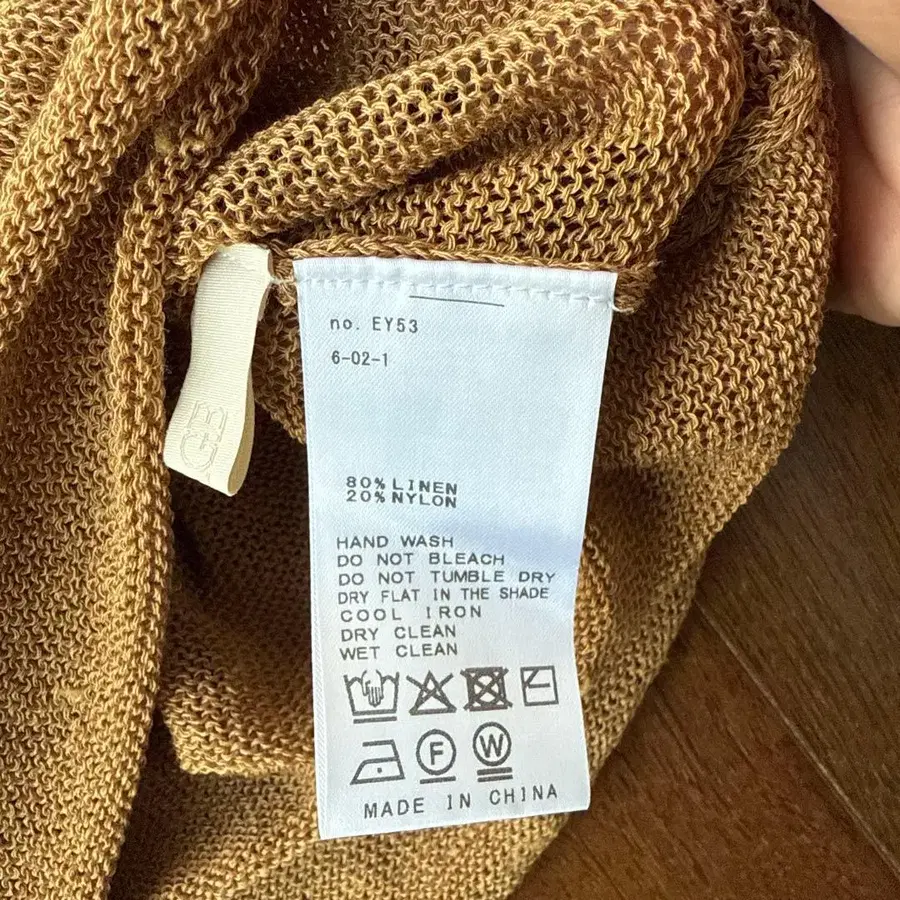 no. EY53
6-02-1
80% LINEN
20% NYLON
HAND WASH
DO NOT BLEACH
DO NOT TUMBLE DRY
DRY FLAT IN THE SHADE
COOL IRON
DRY CLEAN
WET CLEAN
F W
MADE IN CHINA
GE